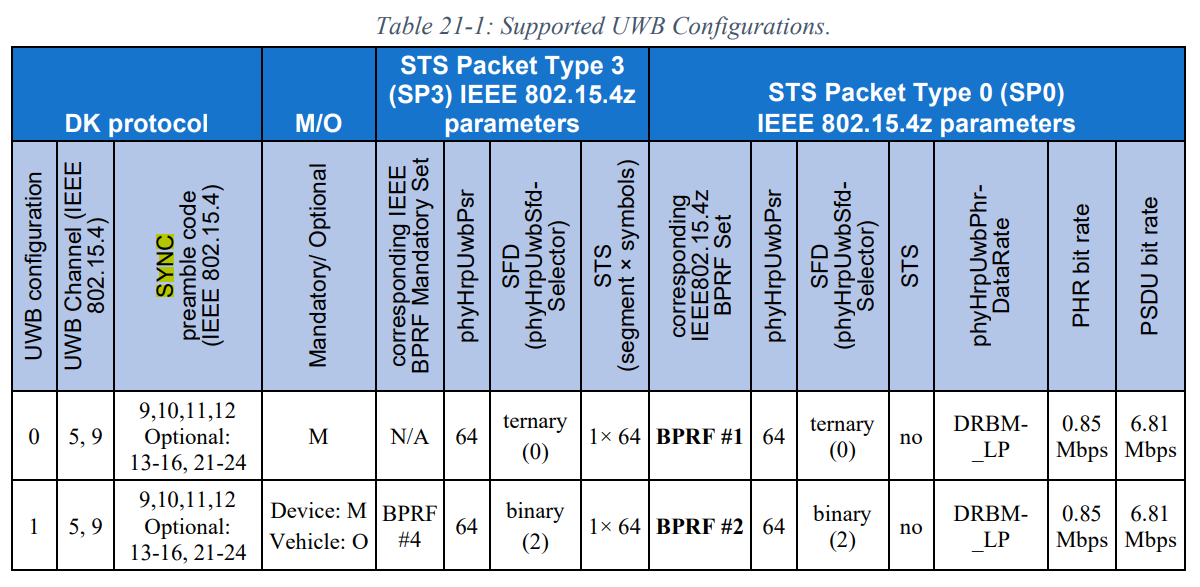 Table 21-1: Supported UWB Configurations.
DK protocol
M/O
STS Packet Type 3
(SP3) IEEE 802.15.4z
parameters
STS Packet Type 0 (SP0)
IEEE 802.15.4z parameters
UWB configuration
UWB Channel (IEEE
802.15.4)
SYNC
preamble code
(IEEE 802.15.4)
Mandatory/ Optional
corresponding IEEE
BPRF Mandatory Set
phyHrpUwbPsr
SFD
(phyHrpUwbSfd-
Selector)
STS
(segment × symbols)
corresponding
IEEE802.15.4z
BPRF Set
phyHrpUwbPsr
SFD
(phyHrpUwbSfd-
Selector)
STS
phyHrpUwbPhr-
DataRate
PHR bit rate
PSDU bit rate
0
5, 9
9,10,11,12
Optional:
13-16, 21-24
M
N/A
64
ternary
(0)
1× 64
BPRF #1
64
ternary
(0)
no
DRBM-
_LP
0.85
Mbps
6.81
Mbps
1
5, 9
9,10,11,12
Optional:
13-16, 21-24
Device: M
Vehicle: O
BPRF
#4
64
binary
(2)
1× 64
BPRF #2
64
binary
(2)
no
DRBM-
_LP
0.85
Mbps
6.81
Mbps